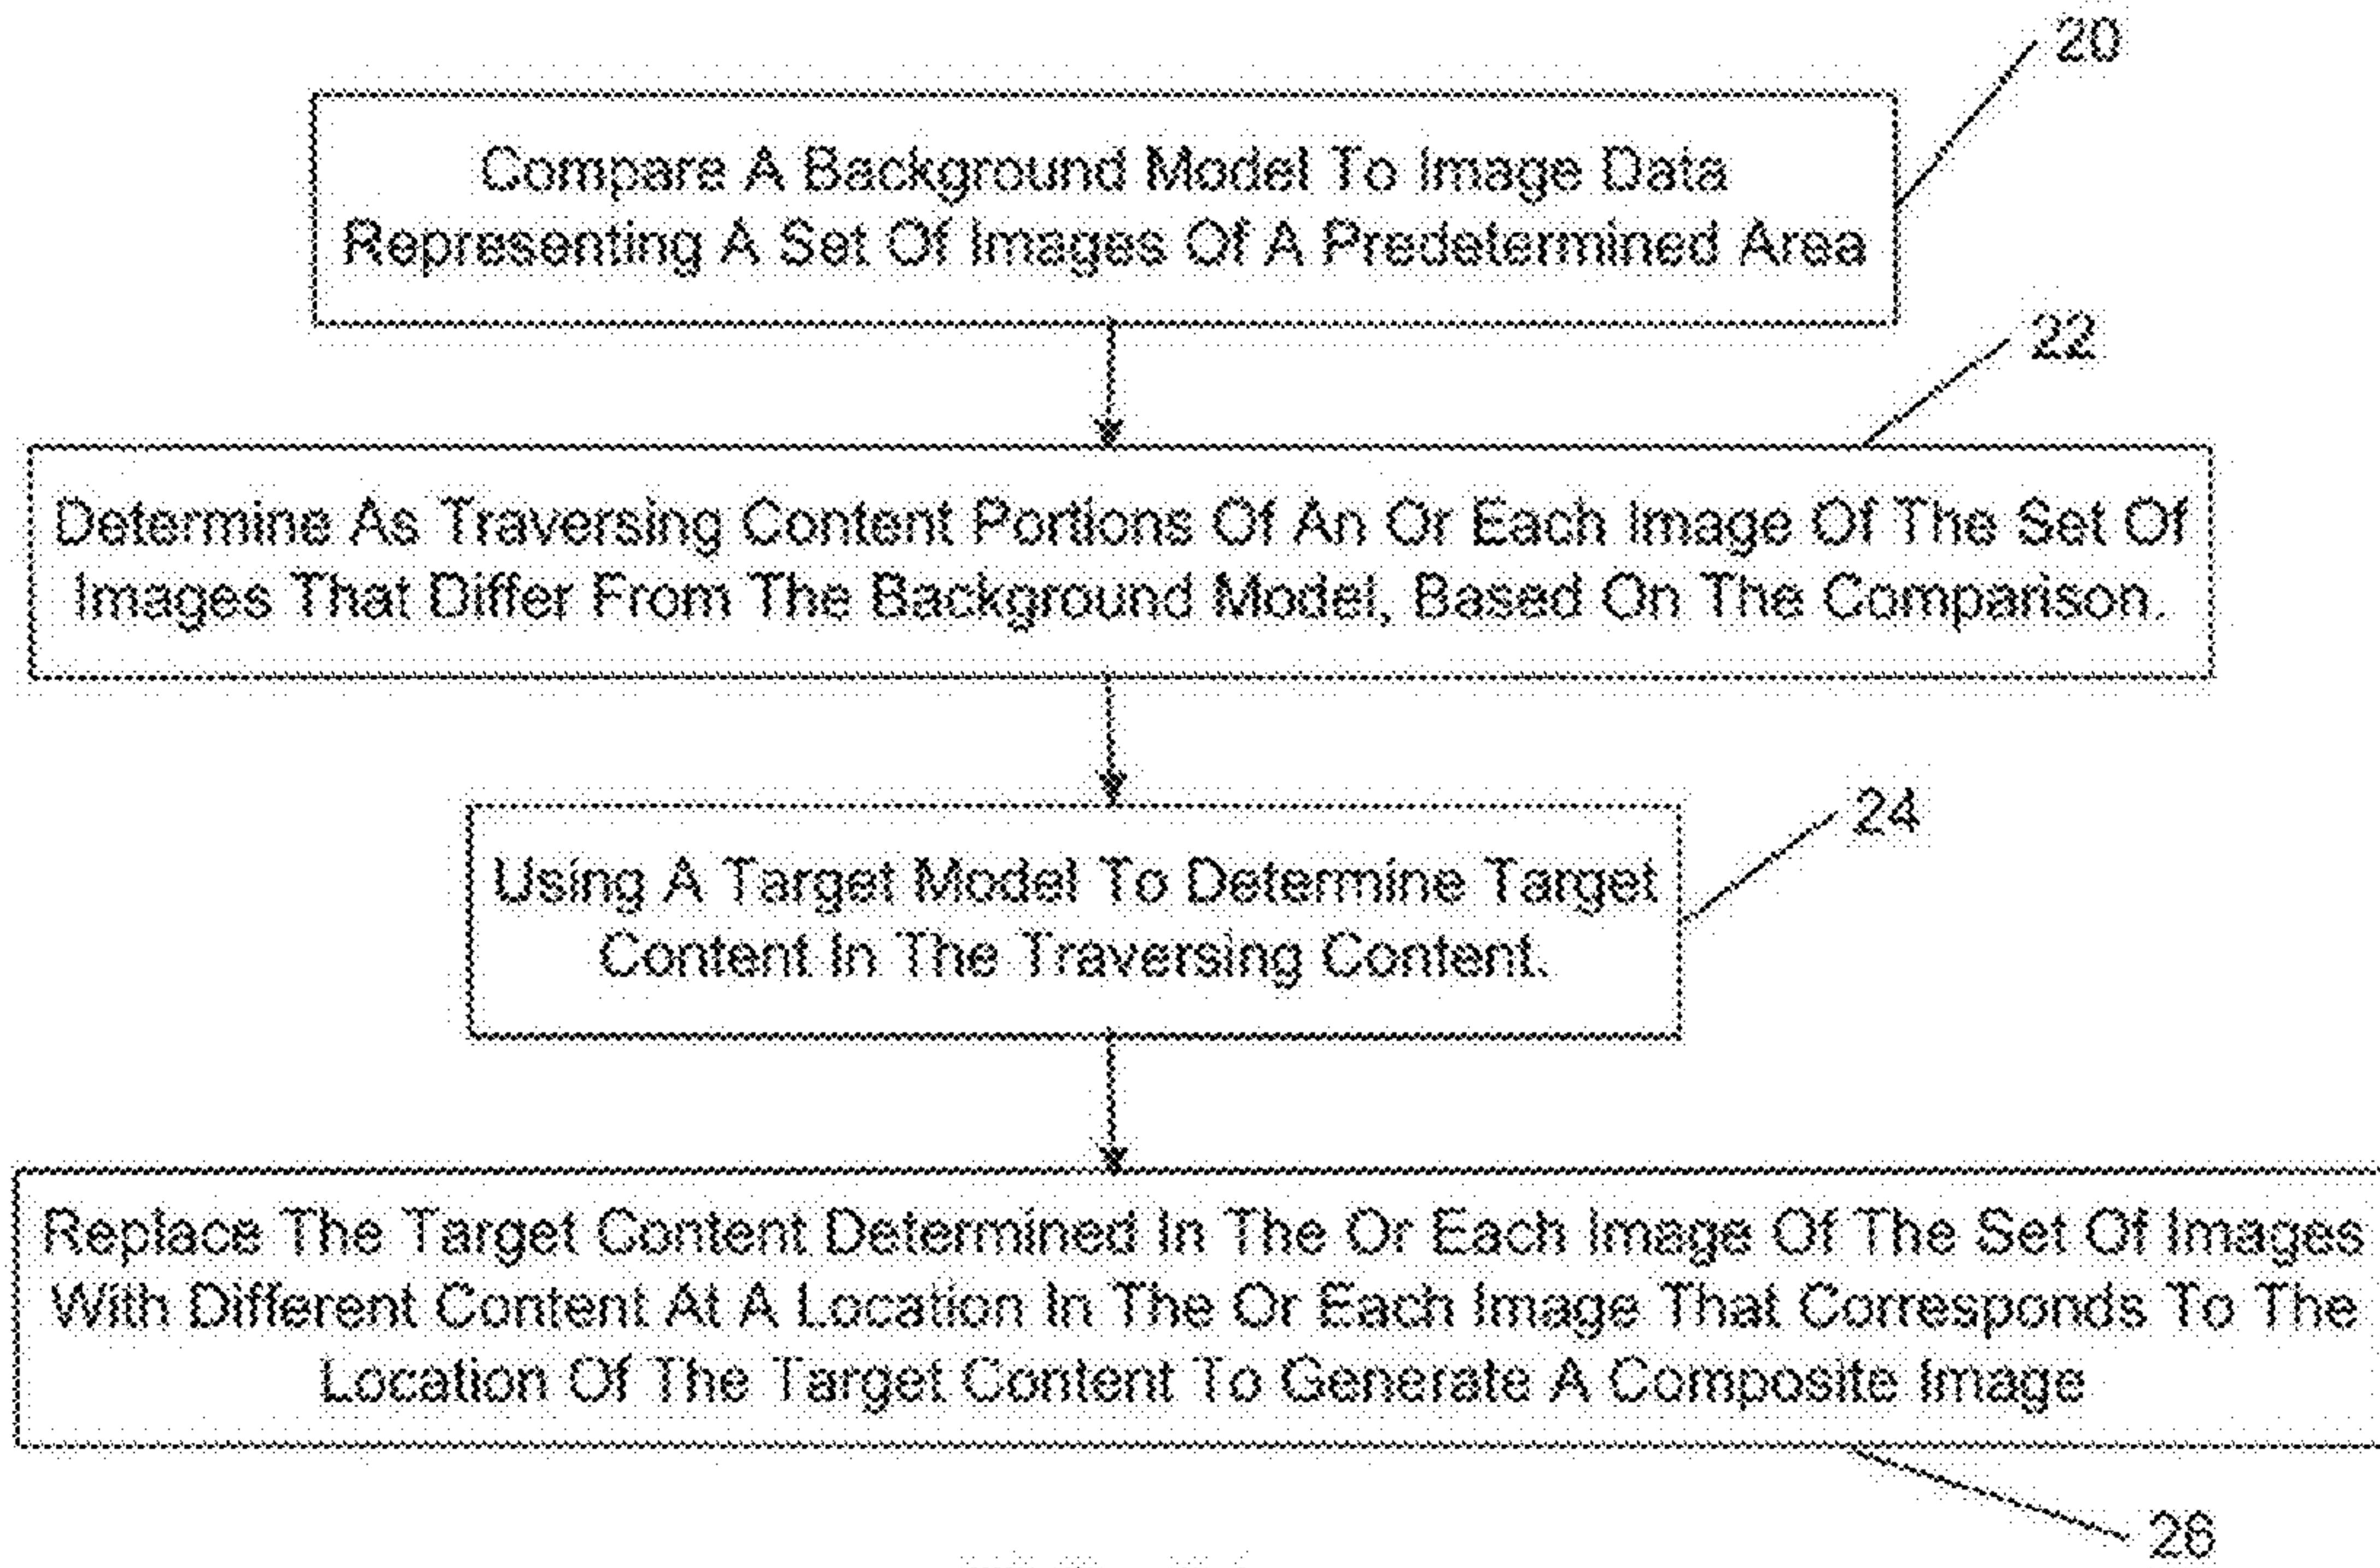 20
Compare A Background Model To Image Data
Representing A Set Of Images Of A Predetermined Area
22
Determine As Traversing Content Portions Of An Or Each Image Of The Set Of
Images That Differ From The Background Model, Based On The Comparison.
24
Using A Target Model To Determine Target
Content In The Traversing Content.
Replace The Target Content Determined In The Or Each Image Of The Set Of Images
With Different Content At A Location In The Or Each Image That Corresponds To The
Location Of The Target Content To Generate A Composite Image
26